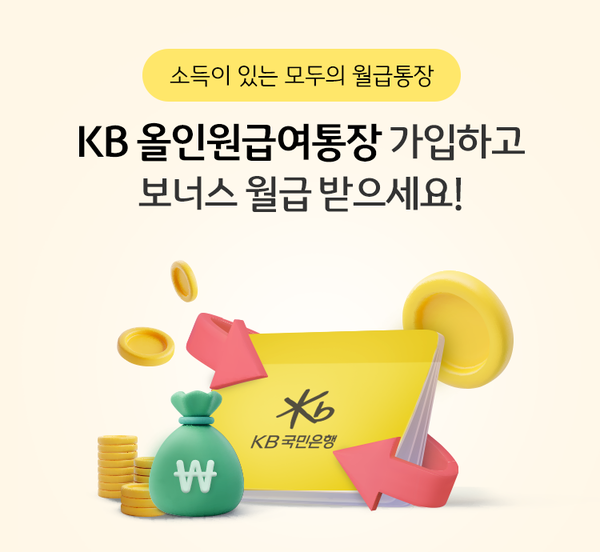 소득이 있는 모두의 월급통장
KB 올인원급여통장 가입하고
보너스 월급 받으세요!
Kb
KB 국민은행
₩